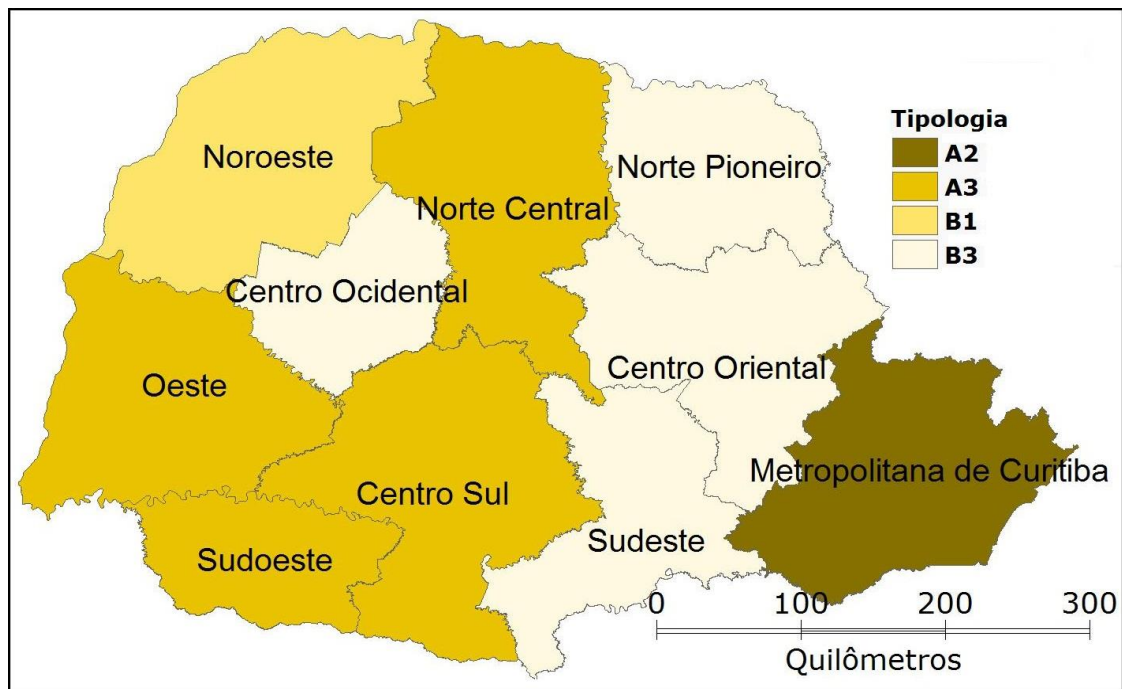 Tipologia
A2
A3
B1
B3
Noroeste
Norte Pioneiro
Norte Central
Centro Ocidental
Oeste
Centro Oriental
Metropolitana de Curitiba
Centro Sul
Sudeste
Sudoeste
0 100 200 300
Quilômetros